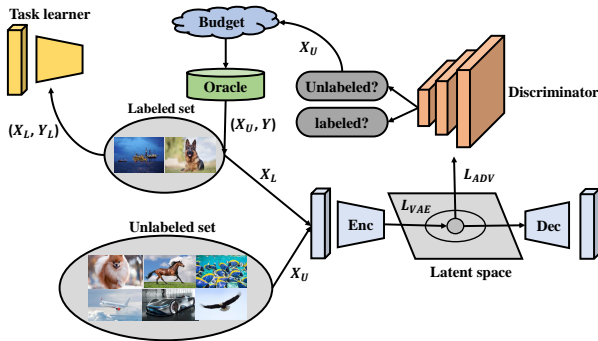 Task learner
Budget
X_U
Oracle
Unlabeled?
Discriminator
labeled?
Labeled set
(X_L, Y_L)
(X_U, Y)
X_L
L_ADV
L_VAE
Enc
Dec
Unlabeled set
X_U
Latent space